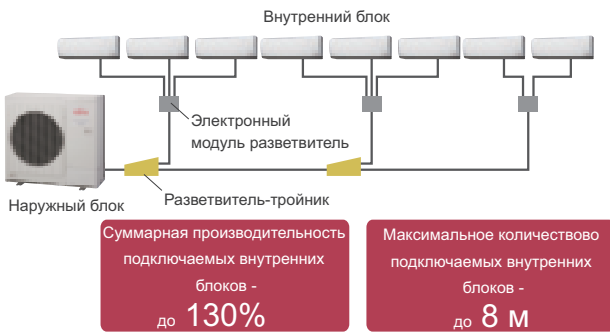 Внутренний блок
Электронный
модуль разветвитель
Разветвитель-тройник
Наружный блок
Суммарная производительность
подключаемых внутренних
блоков -
до 130%
Максимальное количествово
подключаемых внутренних
блоков -
до 8 м